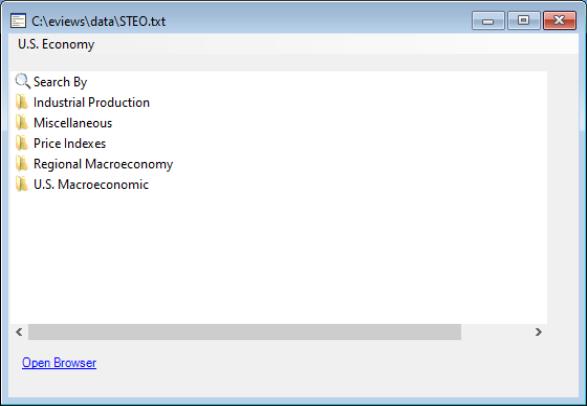 C:\eviews\data\STEO.txt
U.S. Economy
Search By
Industrial Production
Miscellaneous
Price Indexes
Regional Macroeconomy
U.S. Macroeconomic
Open Browser